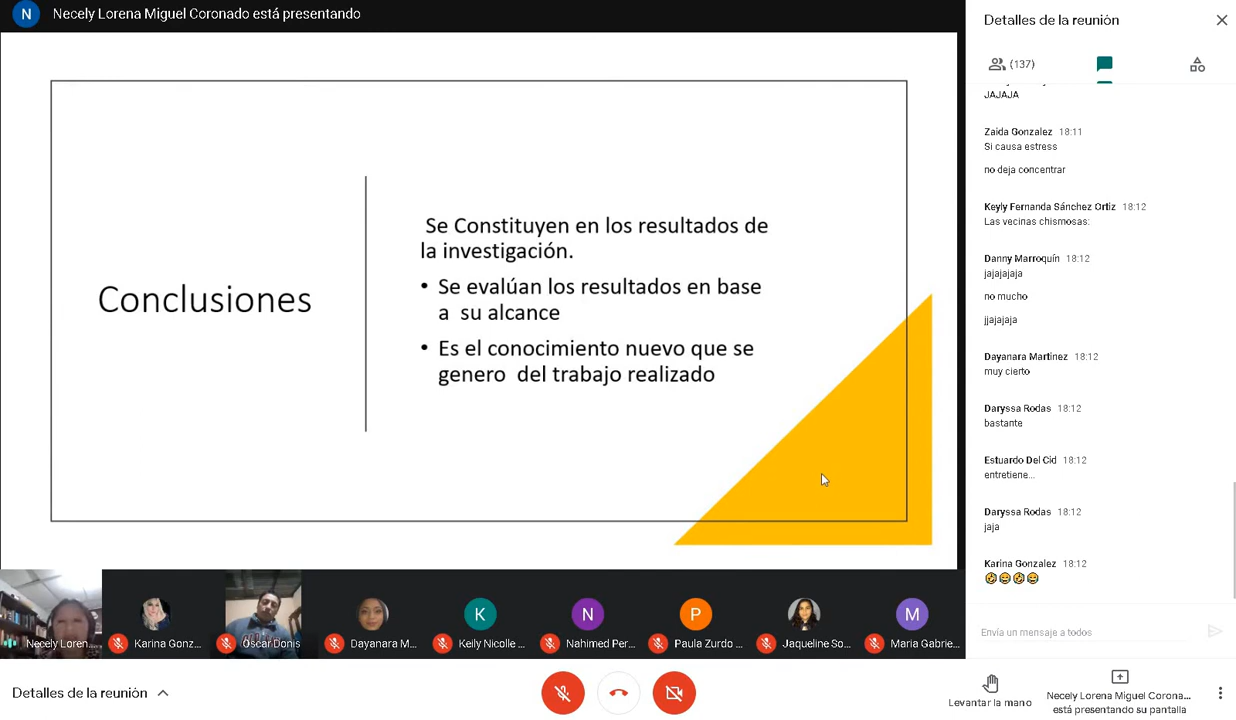 N
Necely Lorena Miguel Coronado está presentando
Conclusiones
Se Constituyen en los resultados de
la investigación.
• Se evalúan los resultados en base
a su alcance
• Es el conocimiento nuevo que se
genero del trabajo realizado
Necely Loren...
Karina Gonz...
Oscar Donis
Dayanara M...
K
Keily Nicolle ...
N
Nahimed Per...
P
Paula Zurdo ...
Jaqueline So...
M
Maria Gabrie...
Detalles de la reunión
Levantar la mano
Necely Lorena Miguel Corona...
está presentando su pantalla
Detalles de la reunión
(137)
JAJAJA
Zaida Gonzalez 18:11
Si causa estress
no deja concentrar
Keyly Fernanda Sánchez Ortiz 18:12
Las vecinas chismosas:
Danny Marroquín 18:12
jajajajaja
no mucho
jjajajaja
Dayanara Martinez 18:12
muy cierto
Daryssa Rodas 18:12
bastante
Estuardo Del Cid 18:12
entretiene...
Daryssa Rodas 18:12
jaja
Karina Gonzalez 18:12
🤣😂🤣😂
Envía un mensaje a todos